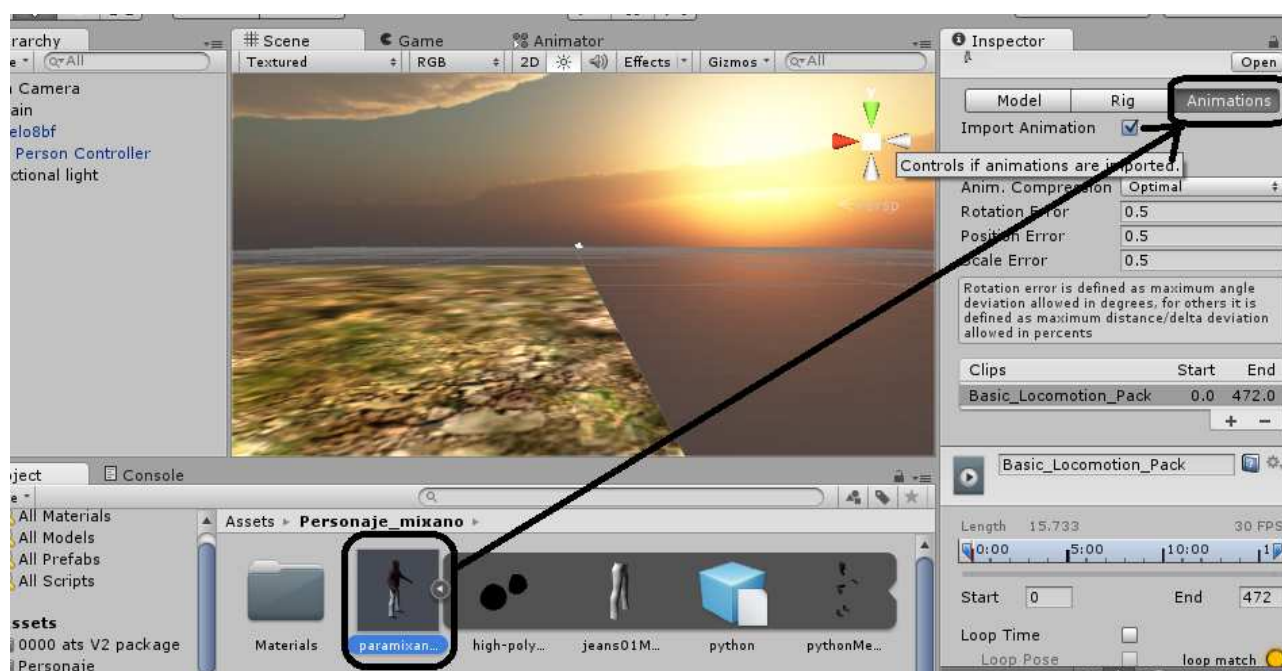 rarchy
# Scene
Game
Animator
Inspector
All
Textured
RGB
2D
Effects
Gizmos
All
Open
n Camera
ain
elo8bf
Person Controller
ctional light
Model
Rig
Animations
Import Animation
Controls if animations are imported.
Anim. Compression
Optimal
Rotation Error
0.5
Position Error
0.5
Scale Error
0.5
Rotation error is defined as maximum angle
deviation allowed in degrees, for others it is
defined as maximum distance/delta deviation
allowed in percents
Clips Start End
Basic_Locomotion_Pack 0.0 472.0
+ -
oject
Console
Basic_Locomotion_Pack
All Materials
All Models
All Prefabs
All Scripts
ssets
0000 ats V2 package
Personaje
Assets ▸ Personaje_mixano ▸
Materials
paramixan...
high-poly...
jeans01M...
python
pythonMe...
Length 15.733 30 FPS
0:00 5:00 10:00 1
Start 0 End 472
Loop Time
Loop Pose
loop match
Persp
Y